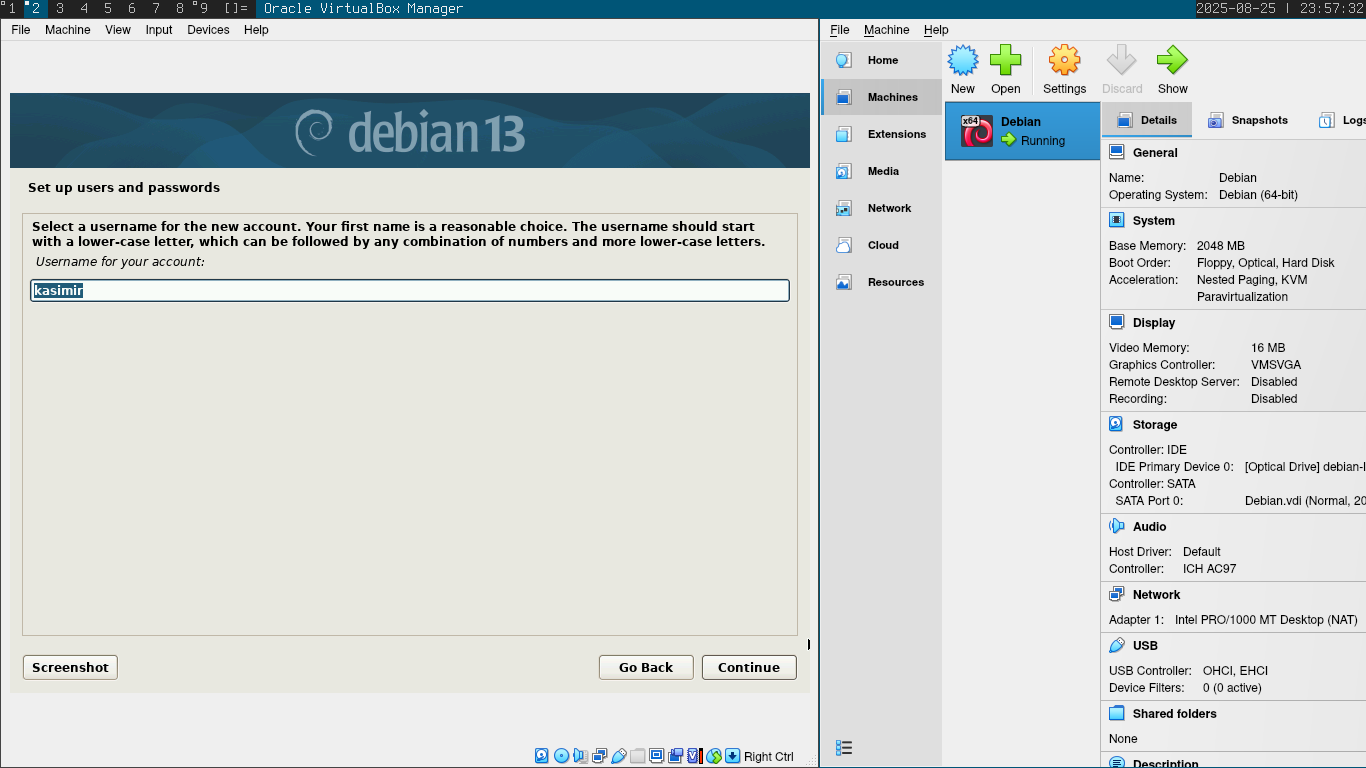 1 2 3 4 5 6 7 8 9 []= Oracle VirtualBox Manager 2025-08-25 | 23:57:32
File Machine View Input Devices Help
debian 13
Set up users and passwords
Select a username for the new account. Your first name is a reasonable choice. The username should start
with a lower-case letter, which can be followed by any combination of numbers and more lower-case letters.
Username for your account:
kasimir
Screenshot Go Back Continue
Right Ctrl
File Machine Help
Home
Machines
Extensions
Media
Network
Cloud
Resources
New Open Settings Discard Show
x64 Debian
Running
Details Snapshots Logs
General
Name: Debian
Operating System: Debian (64-bit)
System
Base Memory: 2048 MB
Boot Order: Floppy, Optical, Hard Disk
Acceleration: Nested Paging, KVM
Paravirtualization
Display
Video Memory: 16 MB
Graphics Controller: VMSVGA
Remote Desktop Server: Disabled
Recording: Disabled
Storage
Controller: IDE
IDE Primary Device 0: [Optical Drive] debian-
Controller: SATA
SATA Port 0: Debian.vdi (Normal, 20
Audio
Host Driver: Default
Controller: ICH AC97
Network
Adapter 1: Intel PRO/1000 MT Desktop (NAT)
USB
USB Controller: OHCI, EHCI
Device Filters: 0 (0 active)
Shared folders
None
Description